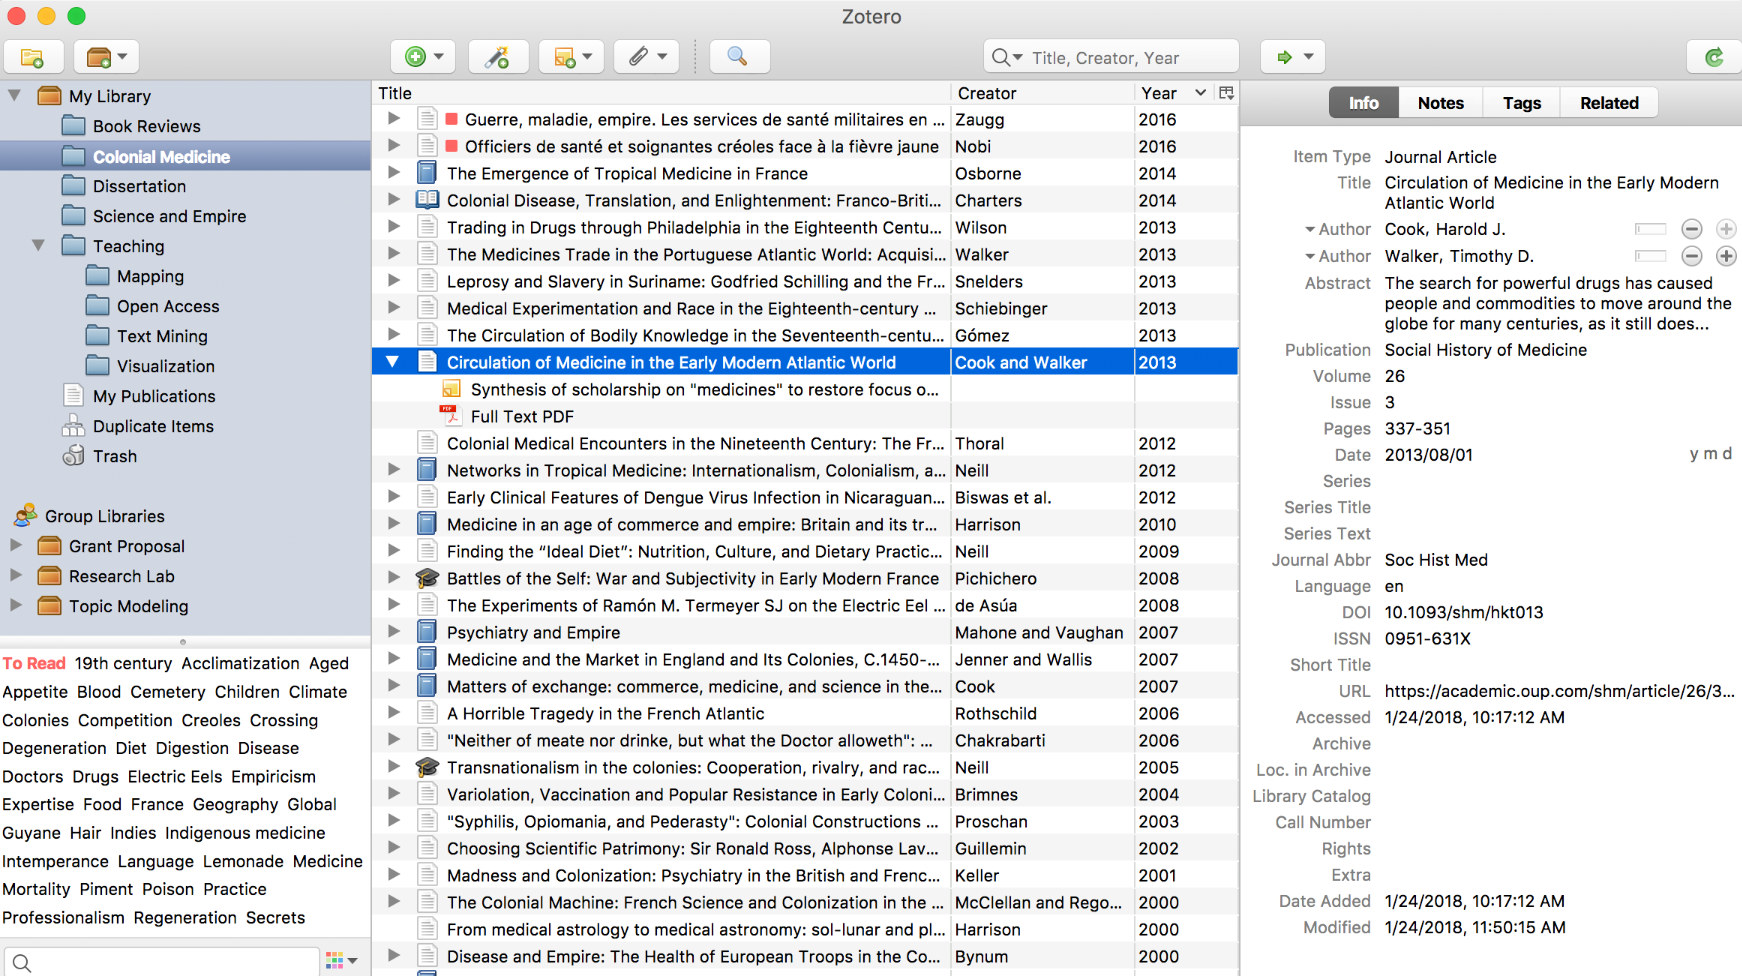 Zotero
Title, Creator, Year
My Library
Book Reviews
Colonial Medicine
Dissertation
Science and Empire
Teaching
Mapping
Open Access
Text Mining
Visualization
My Publications
Duplicate Items
Trash
Group Libraries
Grant Proposal
Research Lab
Topic Modeling
To Read 19th century Acclimatization Aged
Appetite Blood Cemetery Children Climate
Colonies Competition Creoles Crossing
Degeneration Diet Digestion Disease
Doctors Drugs Electric Eels Empiricism
Expertise Food France Geography Global
Guyane Hair Indies Indigenous medicine
Intemperance Language Lemonade Medicine
Mortality Piment Poison Practice
Professionalism Regeneration Secrets
Title Creator Year
Guerre, maladie, empire. Les services de santé militaires en ... Zaugg 2016
Officiers de santé et soignantes créoles face à la fièvre jaune Nobi 2016
The Emergence of Tropical Medicine in France Osborne 2014
Colonial Disease, Translation, and Enlightenment: Franco-Briti... Charters 2014
Trading in Drugs through Philadelphia in the Eighteenth Centu... Wilson 2013
The Medicines Trade in the Portuguese Atlantic World: Acquisi... Walker 2013
Leprosy and Slavery in Suriname: Godfried Schilling and the Fr... Snelders 2013
Medical Experimentation and Race in the Eighteenth-century ... Schiebinger 2013
The Circulation of Bodily Knowledge in the Seventeenth-centu... Gómez 2013
Circulation of Medicine in the Early Modern Atlantic World Cook and Walker 2013
Synthesis of scholarship on "medicines" to restore focus o...
PDF
Full Text PDF
Colonial Medical Encounters in the Nineteenth Century: The Fr... Thoral 2012
Networks in Tropical Medicine: Internationalism, Colonialism, a... Neill 2012
Early Clinical Features of Dengue Virus Infection in Nicaraguan... Biswas et al. 2012
Medicine in an age of commerce and empire: Britain and its tr... Harrison 2010
Finding the “Ideal Diet”: Nutrition, Culture, and Dietary Practic... Neill 2009
Battles of the Self: War and Subjectivity in Early Modern France Pichichero 2008
The Experiments of Ramón M. Termeyer SJ on the Electric Eel ... de Asúa 2008
Psychiatry and Empire Mahone and Vaughan 2007
Medicine and the Market in England and Its Colonies, C.1450-... Jenner and Wallis 2007
Matters of exchange: commerce, medicine, and science in the... Cook 2007
A Horrible Tragedy in the French Atlantic Rothschild 2006
"Neither of meate nor drinke, but what the Doctor alloweth": ... Chakrabarti 2006
Transnationalism in the colonies: Cooperation, rivalry, and rac... Neill 2005
Variolation, Vaccination and Popular Resistance in Early Coloni... Brimnes 2004
"Syphilis, Opiomania, and Pederasty": Colonial Constructions ... Proschan 2003
Choosing Scientific Patrimony: Sir Ronald Ross, Alphonse Lav... Guillemin 2002
Madness and Colonization: Psychiatry in the British and Frenc... Keller 2001
The Colonial Machine: French Science and Colonization in the ... McClellan and Rego... 2000
From medical astrology to medical astronomy: sol-lunar and pl... Harrison 2000
Disease and Empire: The Health of European Troops in the Co... Bynum 2000
Info Notes Tags Related
Item Type Journal Article
Title Circulation of Medicine in the Early Modern
Atlantic World
Author Cook, Harold J.
Author Walker, Timothy D.
Abstract The search for powerful drugs has caused
people and commodities to move around the
globe for many centuries, as it still does...
Publication Social History of Medicine
Volume 26
Issue 3
Pages 337-351
Date 2013/08/01 y m d
Series
Series Title
Series Text
Journal Abbr Soc Hist Med
Language en
DOI 10.1093/shm/hkt013
ISSN 0951-631X
Short Title
URL https://academic.oup.com/shm/article/26/3...
Accessed 1/24/2018, 10:17:12 AM
Archive
Loc. in Archive
Library Catalog
Call Number
Rights
Extra
Date Added 1/24/2018, 10:17:12 AM
Modified 1/24/2018, 11:50:15 AM